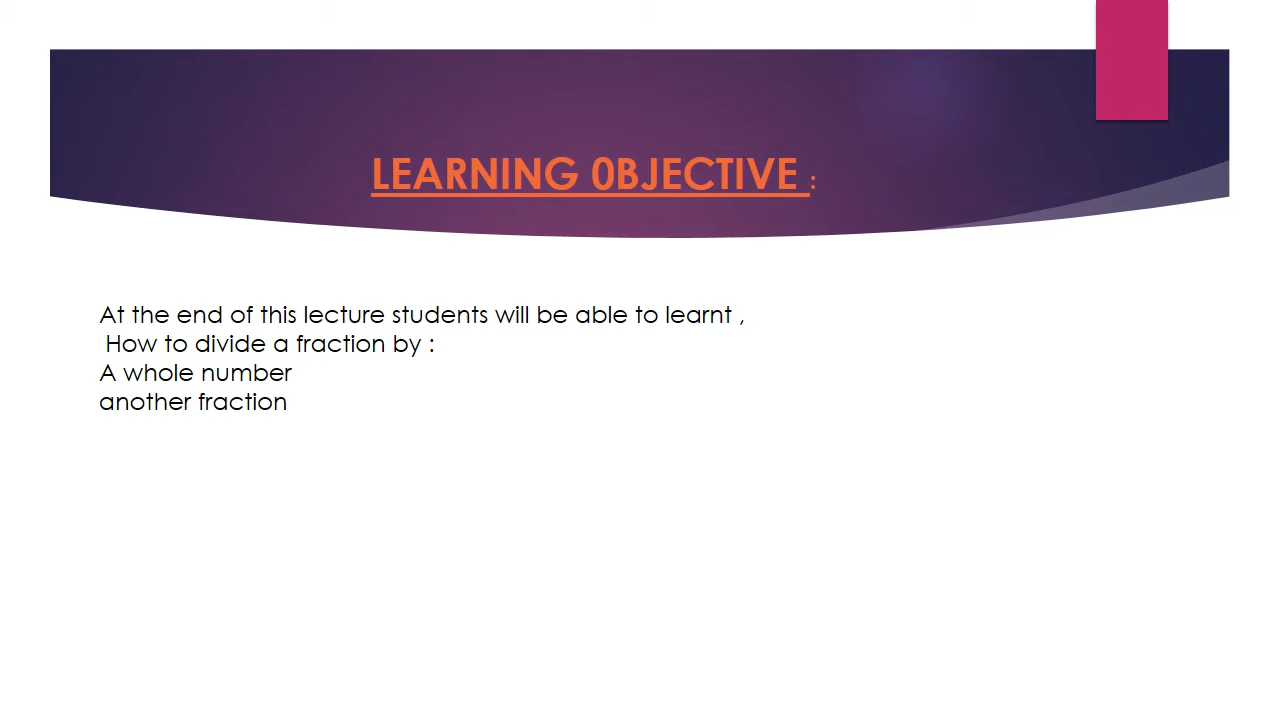 LEARNING 0BJECTIVE :
At the end of this lecture students will be able to learnt ,
How to divide a fraction by :
A whole number
another fraction